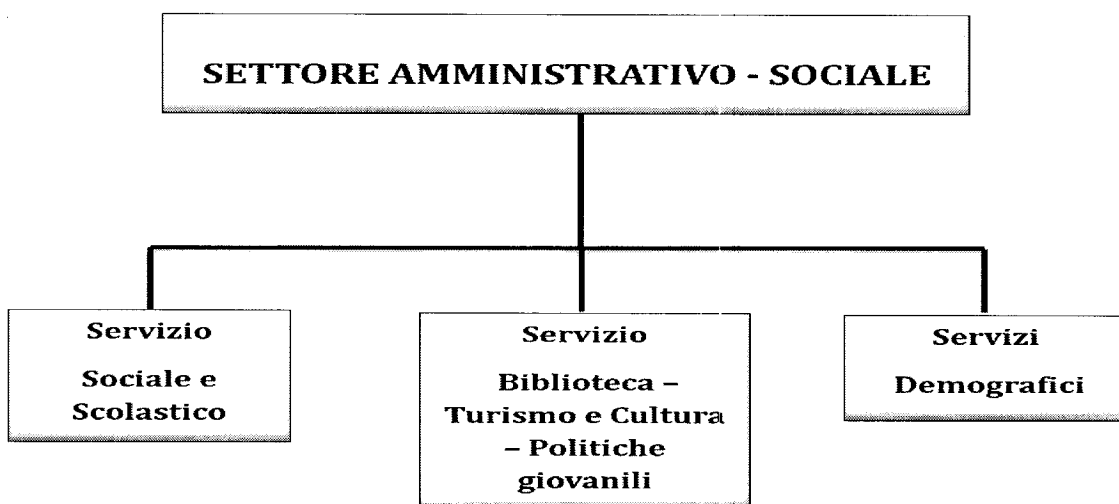 SETTORE AMMINISTRATIVO - SOCIALE
Servizio
Sociale e
Scolastico
Servizio
Biblioteca –
Turismo e Cultura
– Politiche
giovanili
Servizi
Demografici